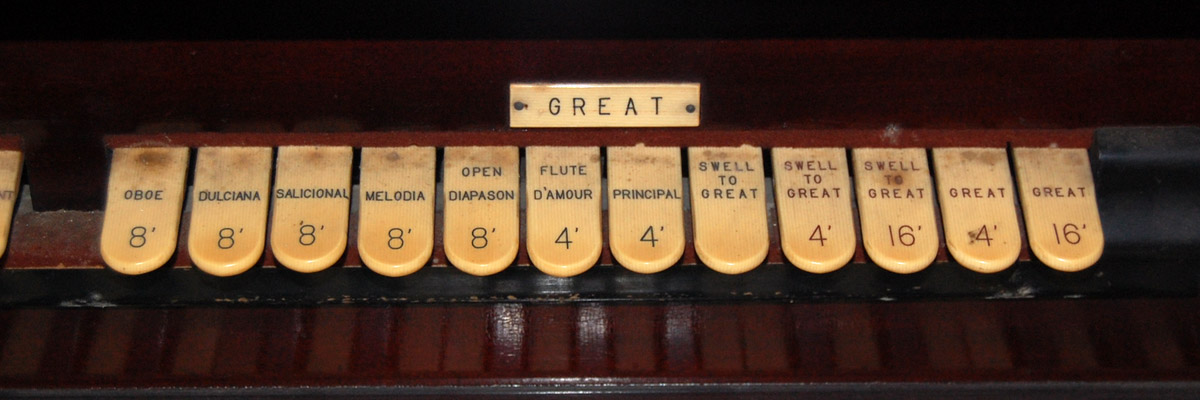 GREAT
OBOE
8'
DULCIANA
8'
SALICIONAL
8'
MELODIA
8'
OPEN
DIAPASON
8'
FLUTE
D'AMOUR
4'
PRINCIPAL
4'
SWELL
TO
GREAT
SWELL
TO
GREAT
4'
SWELL
TO
GREAT
16'
GREAT
4'
GREAT
16'